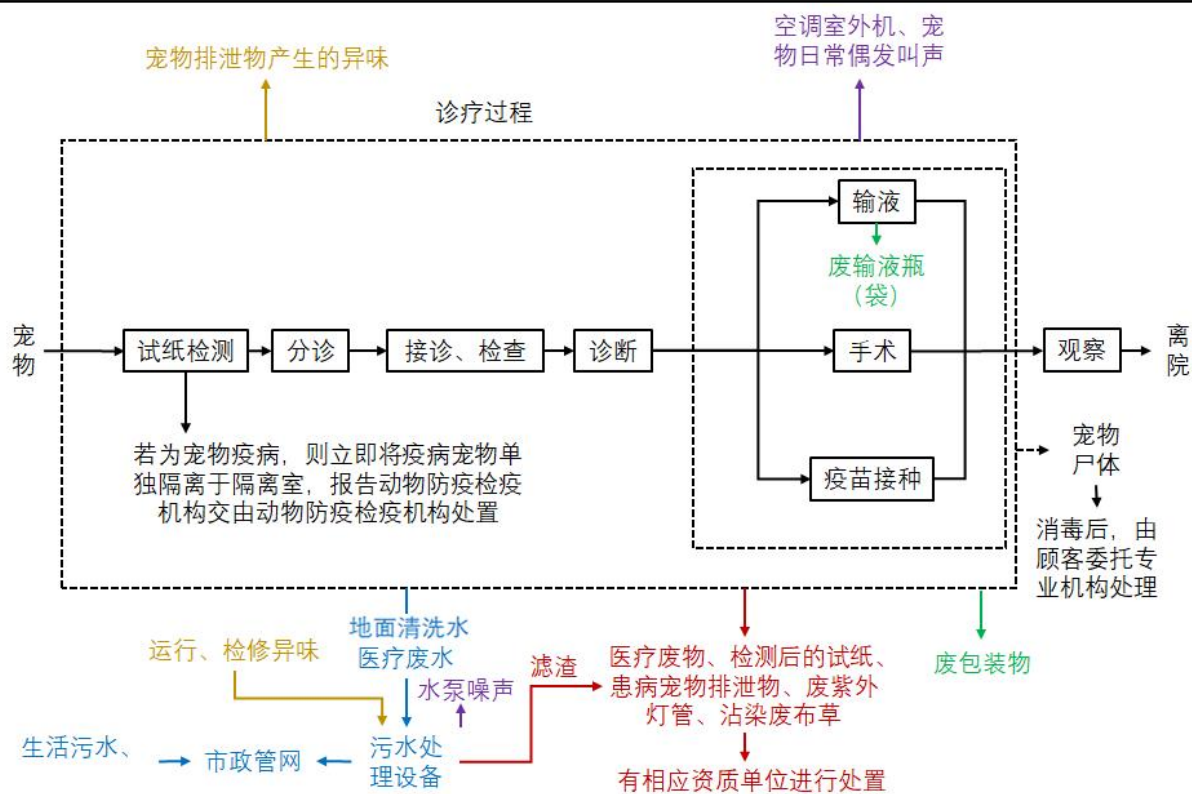 宠物排泄物产生的异味
空调室外机、宠
物日常偶发叫声
诊疗过程
输液
废输液瓶
（袋）
宠
物
试纸检测
分诊
接诊、检查
诊断
手术
观察
离
院
若为宠物疫病，则立即将疫病宠物单
独隔离于隔离室，报告动物防疫检疫
机构交由动物防疫检疫机构处置
疫苗接种
宠物
尸体
消毒后，由
顾客委托专
业机构处理
地面清洗水
医疗废水
运行、检修异味
水泵噪声
滤渣
医疗废物、检测后的试纸、
患病宠物排泄物、废紫外
灯管、沾染废布草
废包装物
生活污水、
市政管网
污水处
理设备
有相应资质单位进行处置